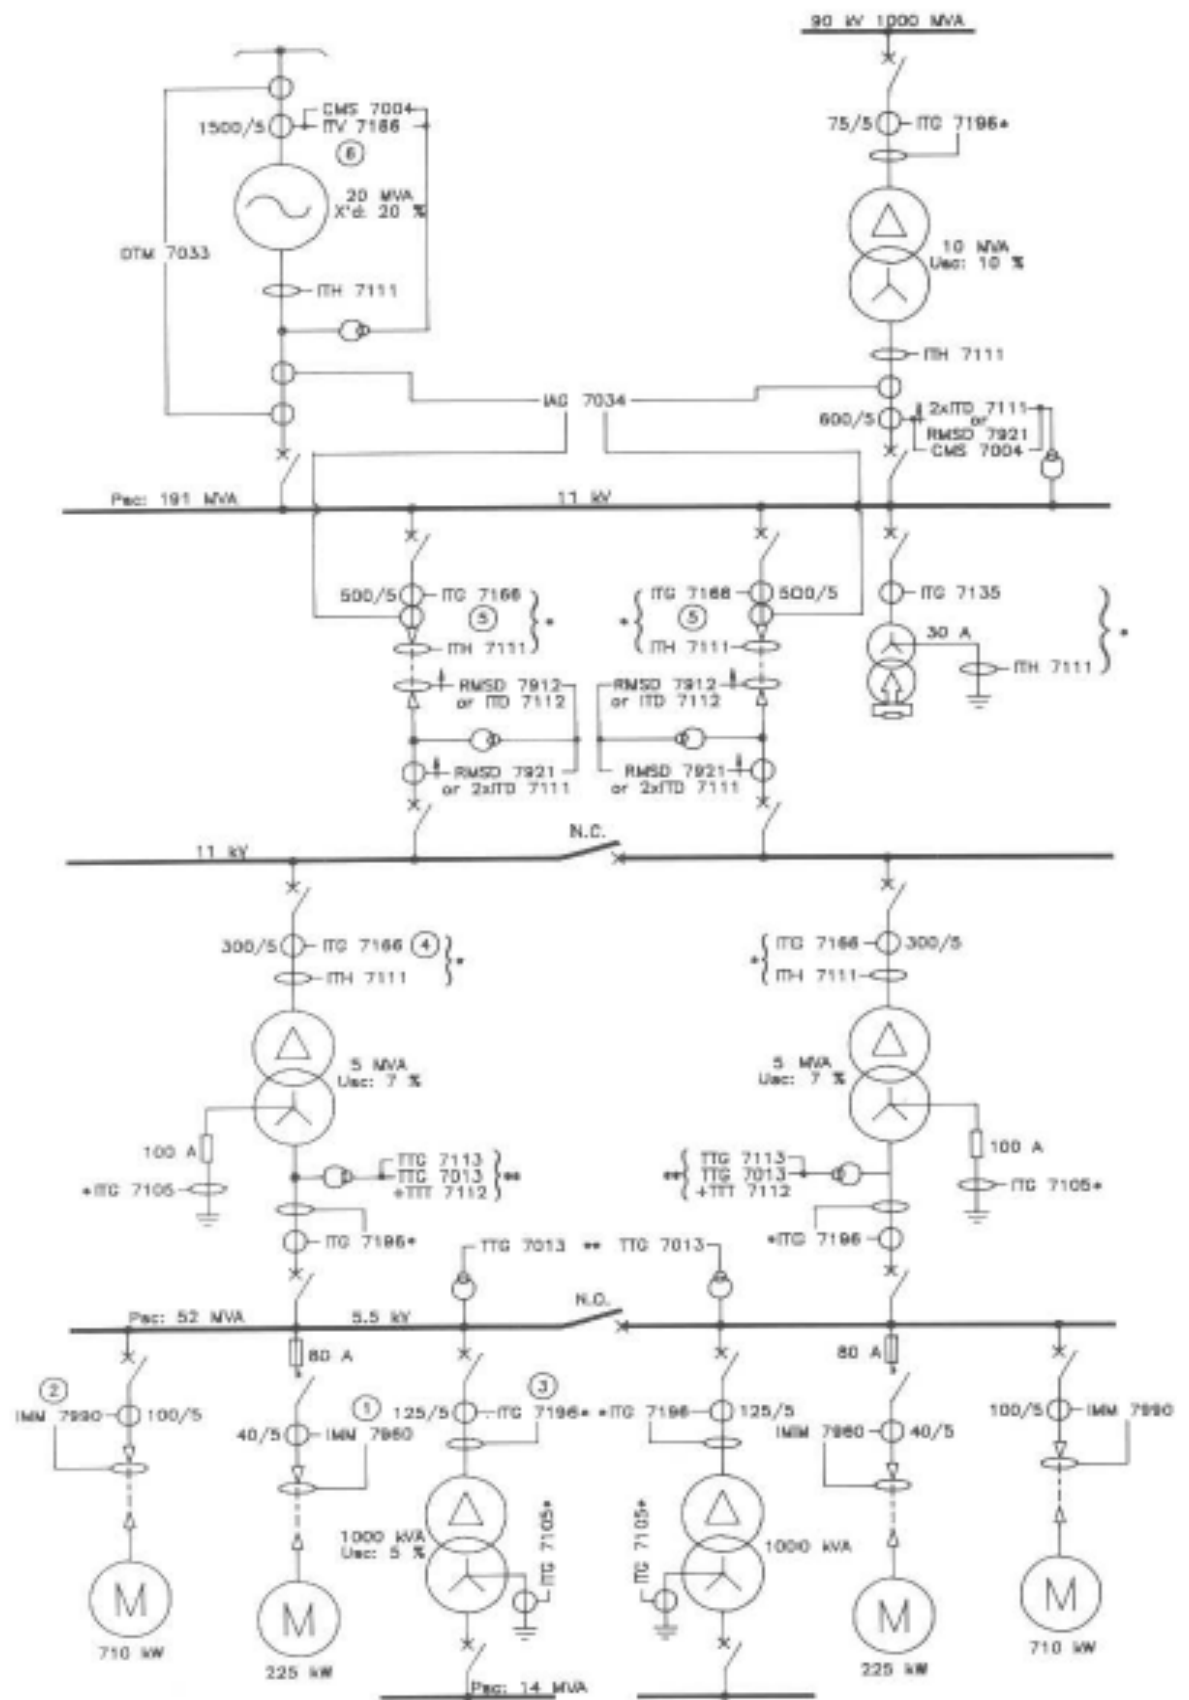 90 kV 1000 MVA
CMS 7004
1500/5
ITV 7166
75/5
ITG 7196*
6
20 MVA
X'd: 20 %
DTM 7033
10 MVA
Usc: 10 %
ITH 7111
ITH 7111
IAG 7034
600/5
2xITD 7111
or
RMSD 7921
CMS 7004
Psc: 191 MVA
11 kV
500/5
ITG 7166
5
*
ITH 7111
RMSD 7912
or ITD 7112
RMSD 7921
or 2xITD 7111
*
ITG 7166
500/5
5
ITH 7111
RMSD 7912
or ITD 7112
RMSD 7921
or 2xITD 7111
ITG 7135
30 A
*
ITH 7111
N.C.
11 kV
300/5
ITG 7166
4
*
ITH 7111
*
ITG 7166
300/5
ITH 7111
5 MVA
Usc: 7 %
5 MVA
Usc: 7 %
100 A
*ITG 7105
TTG 7113
TTG 7013
+TTT 7112
**
ITG 7196*
**
TTG 7113
TTG 7013
+TTT 7112
*ITG 7196
100 A
ITG 7105*
TTG 7013 ** TTG 7013
N.O.
Psc: 52 MVA
5.5 kV
80 A
80 A
2
IMM 7990
100/5
1
40/5
IMM 7960
3
125/5
ITG 7196*
*ITG 7196
125/5
IMM 7960
40/5
100/5
IMM 7990
1000 kVA
Usc: 5 %
ITG 7105*
ITG 7105*
1000 kVA
M
710 kW
M
225 kW
M
225 kW
M
710 kW
Psc: 14 MVA